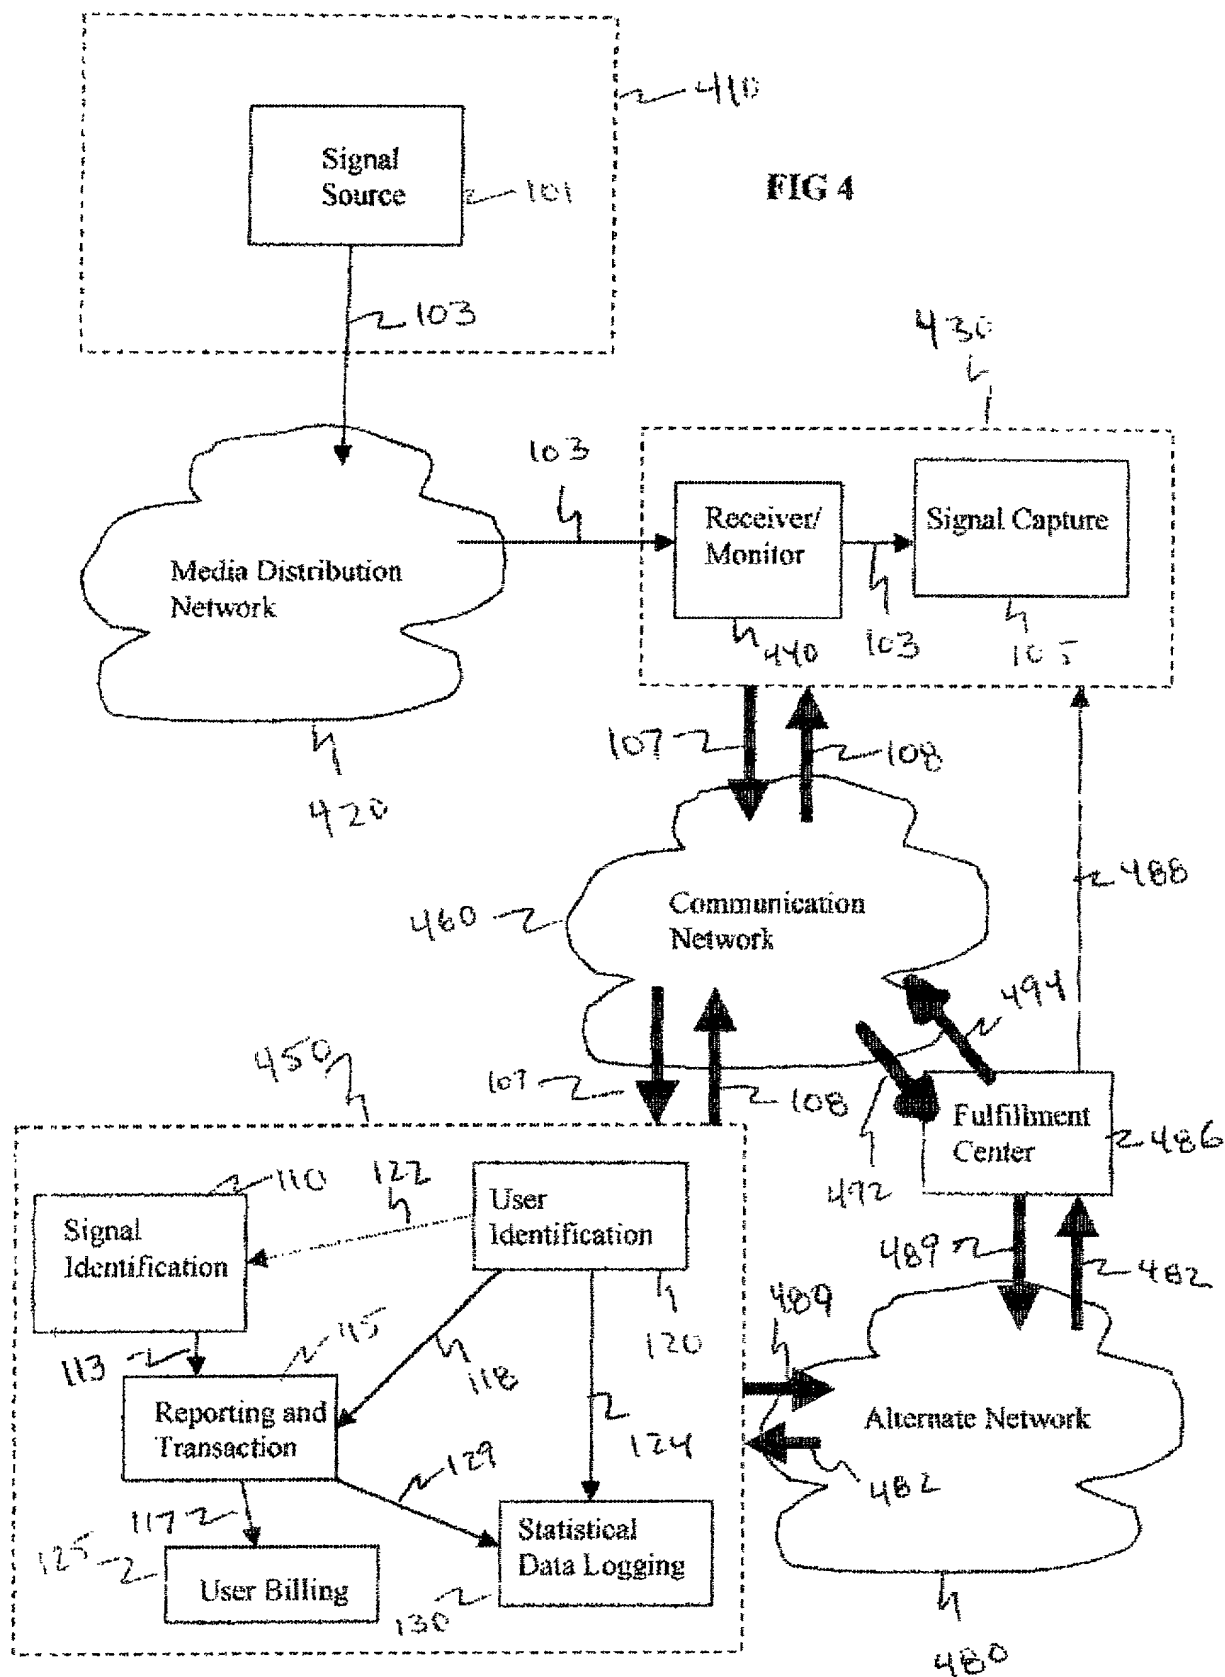 410
Signal
Source
101
FIG 4
103
430
103
Receiver/
Monitor
Signal Capture
Media Distribution
Network
440
103
105
107
108
420
488
460
Communication
Network
494
450
107
108
Fulfillment
Center
486
492
110
122
User
Identification
Signal
Identification
489
482
489
120
113
115
118
Reporting and
Transaction
Alternate Network
124
129
482
117
125
Statistical
Data Logging
User Billing
130
480